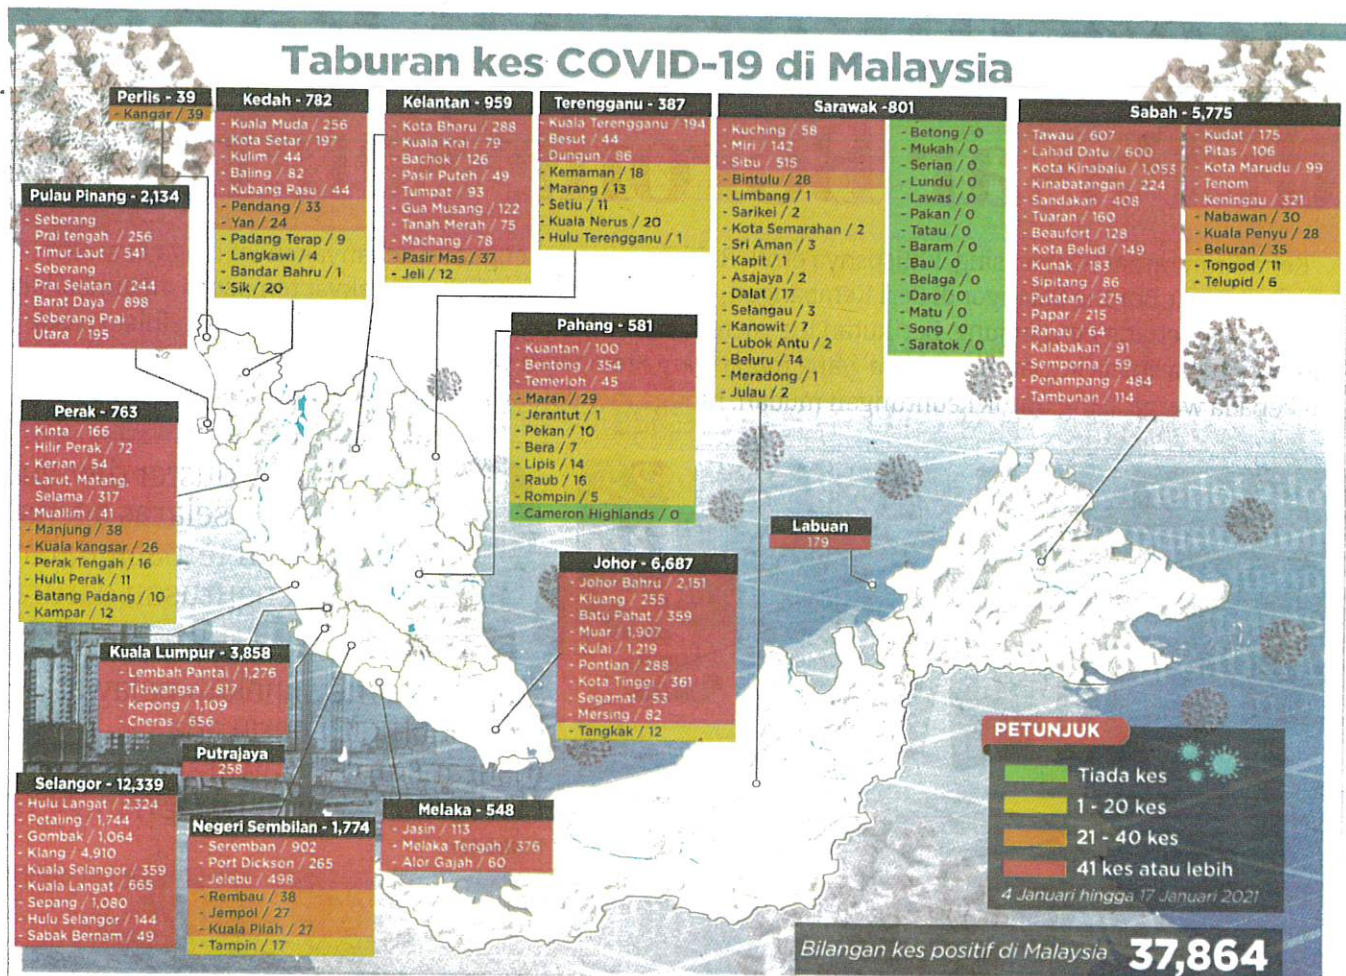 Taburan kes COVID-19 di Malaysia
Perlis - 39
- Kangar / 39
Kedah - 782
- Kuala Muda / 256
- Kota Setar / 197
- Kulim / 44
- Baling / 82
- Kubang Pasu / 44
- Pendang / 33
- Yan / 24
- Padang Terap / 9
- Langkawi / 4
- Bandar Bahru / 1
- Sik / 20
Kelantan - 959
- Kota Bharu / 288
- Kuala Krai / 79
- Bachok / 126
- Pasir Puteh / 49
- Tumpat / 93
- Gua Musang / 122
- Tanah Merah / 75
- Machang / 78
- Pasir Mas / 37
- Jeli / 12
Terengganu - 387
- Kuala Terengganu / 194
- Besut / 44
- Dungun / 86
- Kemaman / 18
- Marang / 13
- Setiu / 11
- Kuala Nerus / 20
- Hulu Terengganu / 1
Sarawak -801
- Kuching / 58
- Miri / 142
- Sibu / 515
- Bintulu / 28
- Limbang / 1
- Sarikei / 2
- Kota Semarahan / 2
- Sri Aman / 3
- Kapit / 1
- Asajaya / 2
- Dalat / 17
- Selangau / 3
- Kanowit / 7
- Lubok Antu / 2
- Beluru / 14
- Meradong / 1
- Julau / 2
- Betong / 0
- Mukah / 0
- Serian / 0
- Lundu / 0
- Lawas / 0
- Pakan / 0
- Tatau / 0
- Baram / 0
- Bau / 0
- Belaga / 0
- Daro / 0
- Matu / 0
- Song / 0
- Saratok / 0
Sabah - 5,775
- Tawau / 607
- Lahad Datu / 600
- Kota Kinabalu / 1,053
- Kinabatangan / 224
- Sandakan / 408
- Tuaran / 160
- Beaufort / 128
- Kota Belud / 149
- Kunak / 183
- Sipitang / 86
- Putatan / 275
- Papar / 215
- Ranau / 64
- Kalabakan / 91
- Semporna / 59
- Penampang / 484
- Tambunan / 114
- Kudat / 175
- Pitas / 106
- Kota Marudu / 99
- Tenom
- Keningau / 321
- Nabawan / 30
- Kuala Penyu / 28
- Beluran / 35
- Tongod / 11
- Telupid / 6
Pulau Pinang - 2,134
- Seberang
Prai tengah / 256
- Timur Laut / 541
- Seberang
Prai Selatan / 244
- Barat Daya / 898
- Seberang Prai
Utara / 195
Pahang - 581
- Kuantan / 100
- Bentong / 354
- Temerloh / 45
- Maran / 29
- Jerantut / 1
- Pekan / 10
- Bera / 7
- Lipis / 14
- Raub / 16
- Rompin / 5
- Cameron Highlands / 0
Perak - 763
- Kinta / 166
- Hilir Perak / 72
- Kerian / 54
- Larut, Matang,
Selama / 317
- Muallim / 41
- Manjung / 38
- Kuala kangsar / 26
- Perak Tengah / 16
- Hulu Perak / 11
- Batang Padang / 10
- Kampar / 12
Labuan
179
Johor - 6,687
- Johor Bahru / 2,151
- Kluang / 255
- Batu Pahat / 359
- Muar / 1,907
- Kulai / 1,219
- Pontian / 288
- Kota Tinggi / 361
- Segamat / 53
- Mersing / 82
- Tangkak / 12
Kuala Lumpur - 3,858
- Lembah Pantai / 1,276
- Titiwangsa / 817
- Kepong / 1,109
- Cheras / 656
Putrajaya
258
Selangor - 12,339
- Hulu Langat / 2,324
- Petaling / 1,744
- Gombak / 1,064
- Klang / 4,910
- Kuala Selangor / 359
- Kuala Langat / 665
- Sepang / 1,080
- Hulu Selangor / 144
- Sabak Bernam / 49
Negeri Sembilan - 1,774
- Seremban / 902
- Port Dickson / 265
- Jelebu / 498
- Rembau / 38
- Jempol / 27
- Kuala Pilah / 27
- Tampin / 17
Melaka - 548
- Jasin / 113
- Melaka Tengah / 376
- Alor Gajah / 60
PETUNJUK
Tiada kes
1 - 20 kes
21 - 40 kes
41 kes atau lebih
4 Januari hingga 17 Januari 2021
Bilangan kes positif di Malaysia 37,864